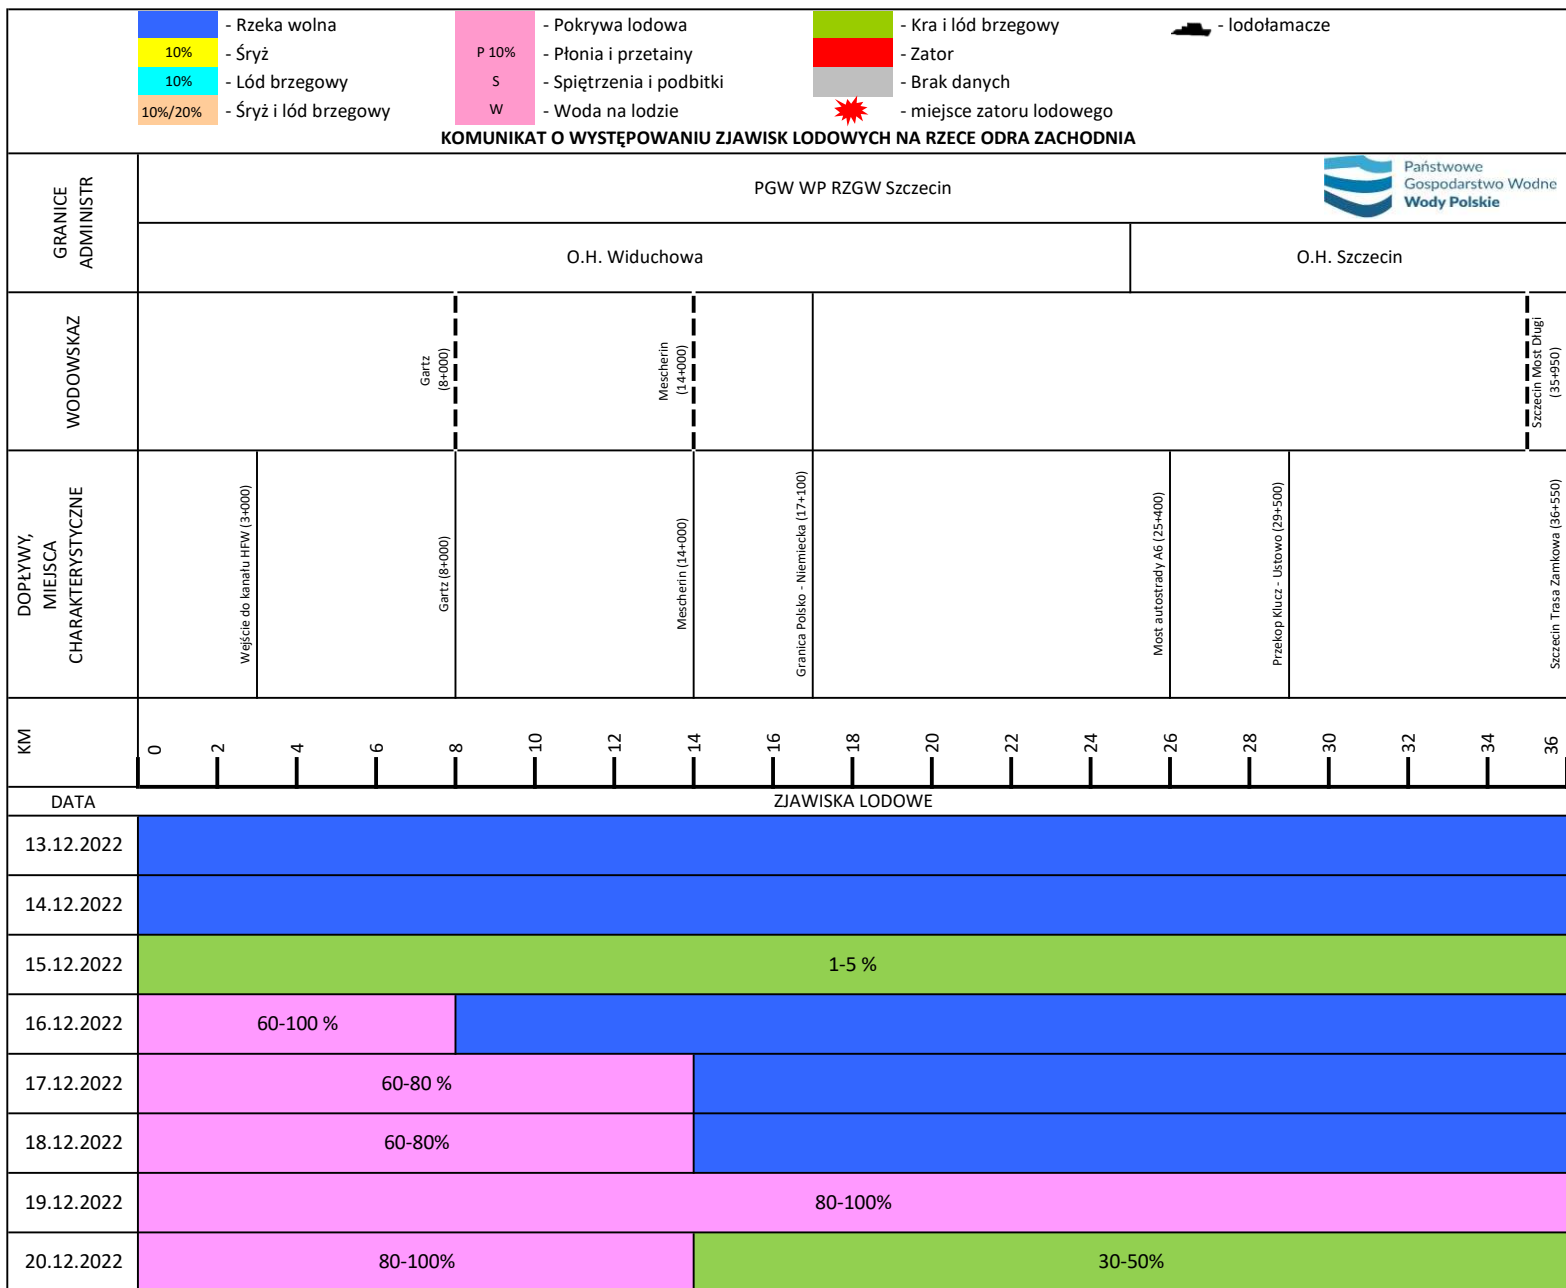 - Rzeka wolna
- Pokrywa lodowa
- Kra i lód brzegowy
- lodołamacze
10%
- Śryż
P 10%
- Płonia i przetainy
- Zator
10%
- Lód brzegowy
S
- Spiętrzenia i podbitki
- Brak danych
10%/20%
- Śryż i lód brzegowy
W
- Woda na lodzie
- miejsce zatoru lodowego
KOMUNIKAT O WYSTĘPOWANIU ZJAWISK LODOWYCH NA RZECE ODRA ZACHODNIA
GRANICE
ADMINISTR
PGW WP RZGW Szczecin
Państwowe
Gospodarstwo Wodne
Wody Polskie
O.H. Widuchowa
O.H. Szczecin
WODOWSKAZ
Gartz
(8+000)
Mescherin
(14+000)
Szczecin Most Długi
(35+950)
DOPŁYWY,
MIEJSCA
CHARAKTERYSTYCZNE
Wejście do kanału HFW (3+000)
Gartz (8+000)
Mescherin (14+000)
Granica Polsko - Niemiecka (17+100)
Most autostrady A6 (25+400)
Przekop Klucz - Ustowo (29+500)
Szczecin Trasa Zamkowa (36+550)
KM
0
2
4
6
8
10
12
14
16
18
20
22
24
26
28
30
32
34
36
DATA
ZJAWISKA LODOWE
13.12.2022
14.12.2022
15.12.2022
1-5 %
16.12.2022
60-100 %
17.12.2022
60-80 %
18.12.2022
60-80%
19.12.2022
80-100%
20.12.2022
80-100%
30-50%